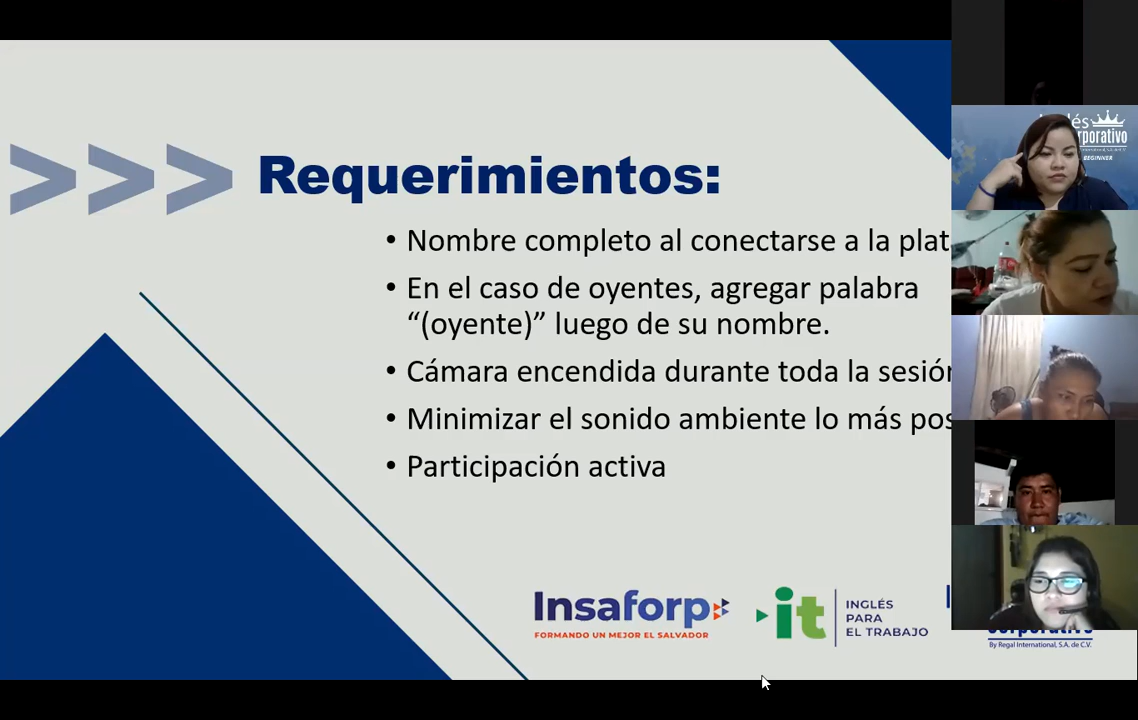 >>> Requerimientos:
• Nombre completo al conectarse a la plat
• En el caso de oyentes, agregar palabra
“(oyente)” luego de su nombre.
• Cámara encendida durante toda la sesión
• Minimizar el sonido ambiente lo más pos
• Participación activa
Insaforp
FORMANDO UN MEJOR EL SALVADOR
it
INGLÉS
PARA
EL TRABAJO
By Regal International, S.A. de C.V.
BEGINNER